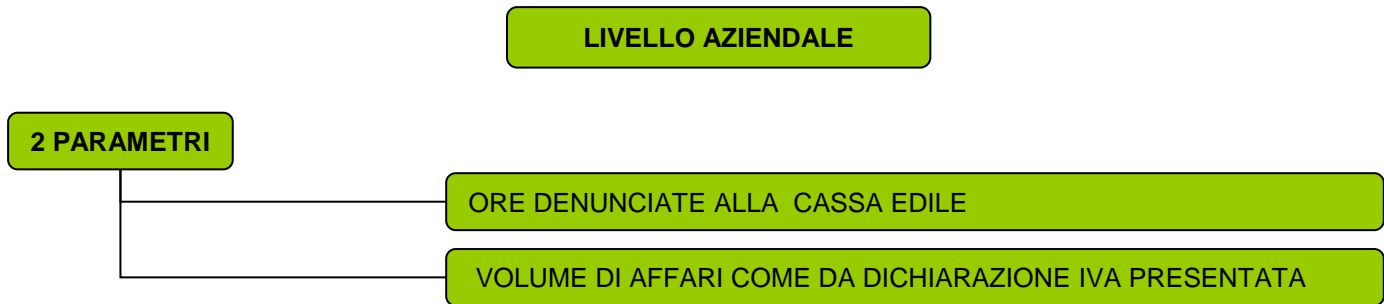 LIVELLO AZIENDALE
2 PARAMETRI
ORE DENUNCIATE ALLA CASSA EDILE
VOLUME DI AFFARI COME DA DICHIARAZIONE IVA PRESENTATA